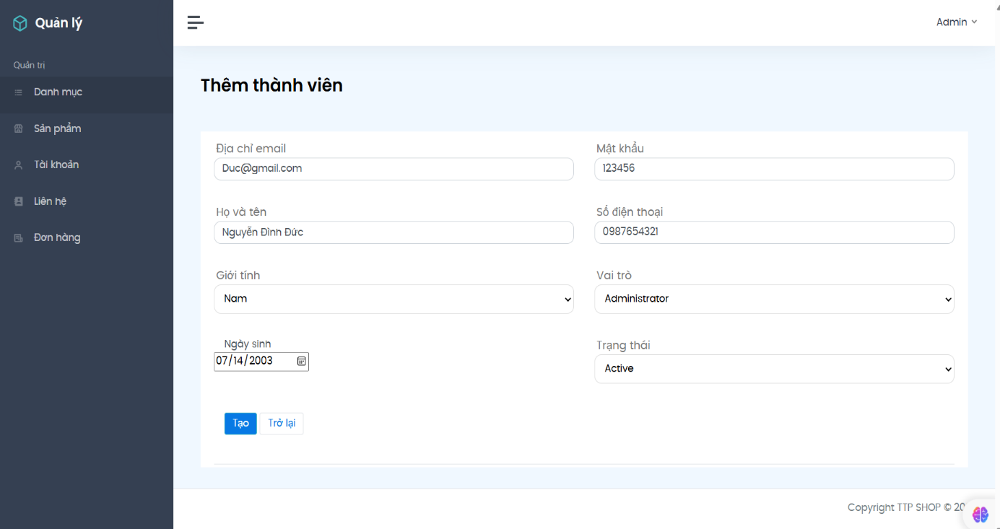 Quản lý
Admin
Quản trị
Danh mục
Sản phẩm
Tài khoản
Liên hệ
Đơn hàng
Thêm thành viên
Địa chỉ email
Mật khẩu
Duc@gmail.com
123456
Họ và tên
Số điện thoại
Nguyễn Đình Đức
0987654321
Giới tính
Vai trò
Nam
Administrator
Ngày sinh
Trạng thái
07/14/2003
Active
Tạo
Trở lại
Copyright TTP SHOP © 20